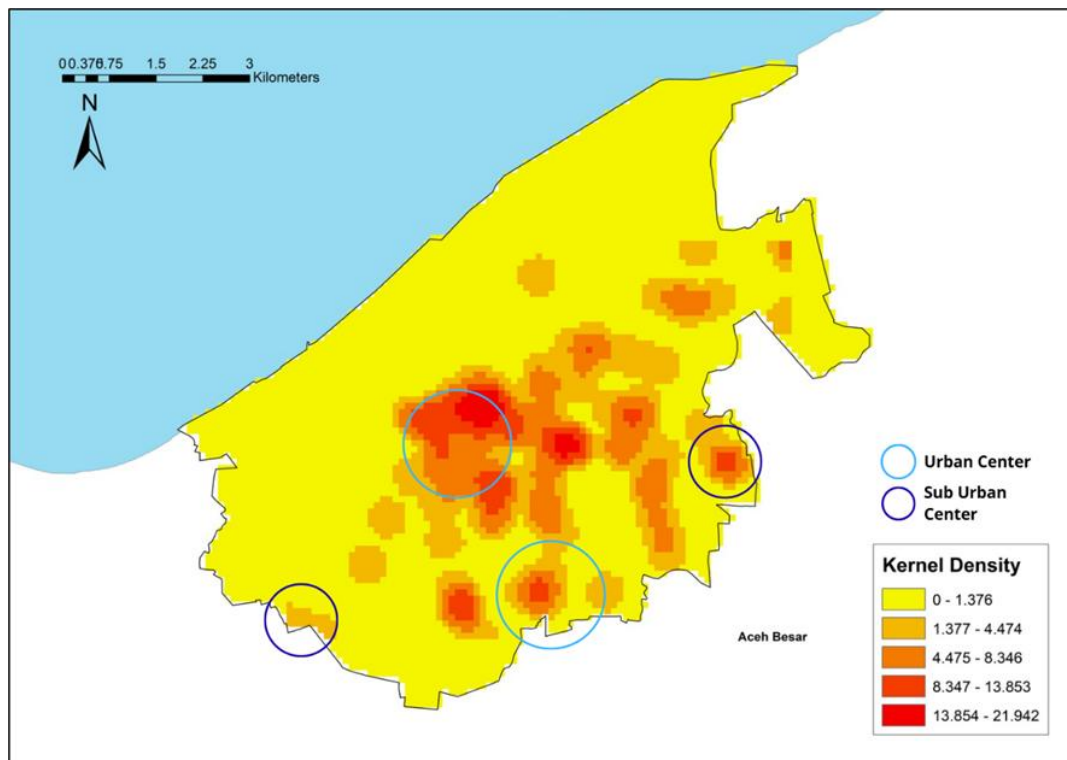 0 0.375 0.75 1.5 2.25 3
Kilometers
N
Urban Center
Sub Urban
Center
Aceh Besar
Kernel Density
0 - 1.376
1.377 - 4.474
4.475 - 8.346
8.347 - 13.853
13.854 - 21.942